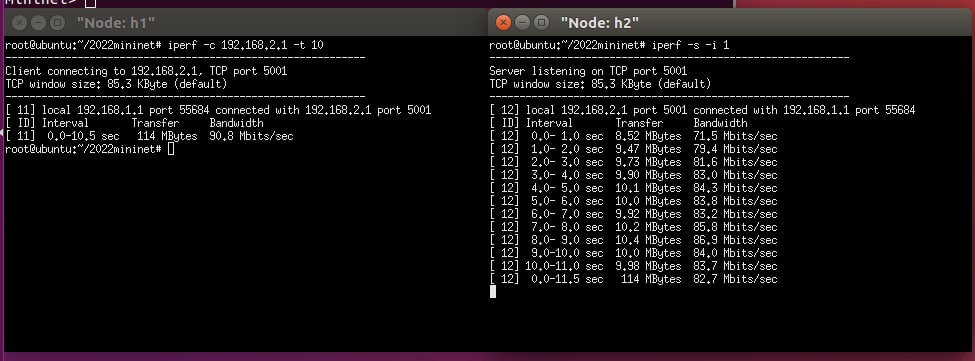 mininet>
"Node: h1"
root@ubuntu:~/2022mininet# iperf -c 192.168.2.1 -t 10
------------------------------------------------------------
Client connecting to 192.168.2.1, TCP port 5001
TCP window size: 85.3 KByte (default)
------------------------------------------------------------
[ 11] local 192.168.1.1 port 55684 connected with 192.168.2.1 port 5001
[ ID] Interval       Transfer     Bandwidth
[ 11]  0.0-10.5 sec   114 MBytes  90.8 Mbits/sec
root@ubuntu:~/2022mininet#
"Node: h2"
root@ubuntu:~/2022mininet# iperf -s -i 1
------------------------------------------------------------
Server listening on TCP port 5001
TCP window size: 85.3 KByte (default)
------------------------------------------------------------
[ 12] local 192.168.2.1 port 5001 connected with 192.168.1.1 port 55684
[ ID] Interval       Transfer     Bandwidth
[ 12]  0.0- 1.0 sec  8.52 MBytes  71.5 Mbits/sec
[ 12]  1.0- 2.0 sec  9.47 MBytes  79.4 Mbits/sec
[ 12]  2.0- 3.0 sec  9.73 MBytes  81.6 Mbits/sec
[ 12]  3.0- 4.0 sec  9.90 MBytes  83.0 Mbits/sec
[ 12]  4.0- 5.0 sec  10.1 MBytes  84.3 Mbits/sec
[ 12]  5.0- 6.0 sec  10.0 MBytes  83.8 Mbits/sec
[ 12]  6.0- 7.0 sec  9.92 MBytes  83.2 Mbits/sec
[ 12]  7.0- 8.0 sec  10.2 MBytes  85.8 Mbits/sec
[ 12]  8.0- 9.0 sec  10.4 MBytes  86.9 Mbits/sec
[ 12]  9.0-10.0 sec  10.0 MBytes  84.0 Mbits/sec
[ 12] 10.0-11.0 sec  9.98 MBytes  83.7 Mbits/sec
[ 12]  0.0-11.5 sec   114 MBytes  82.7 Mbits/sec